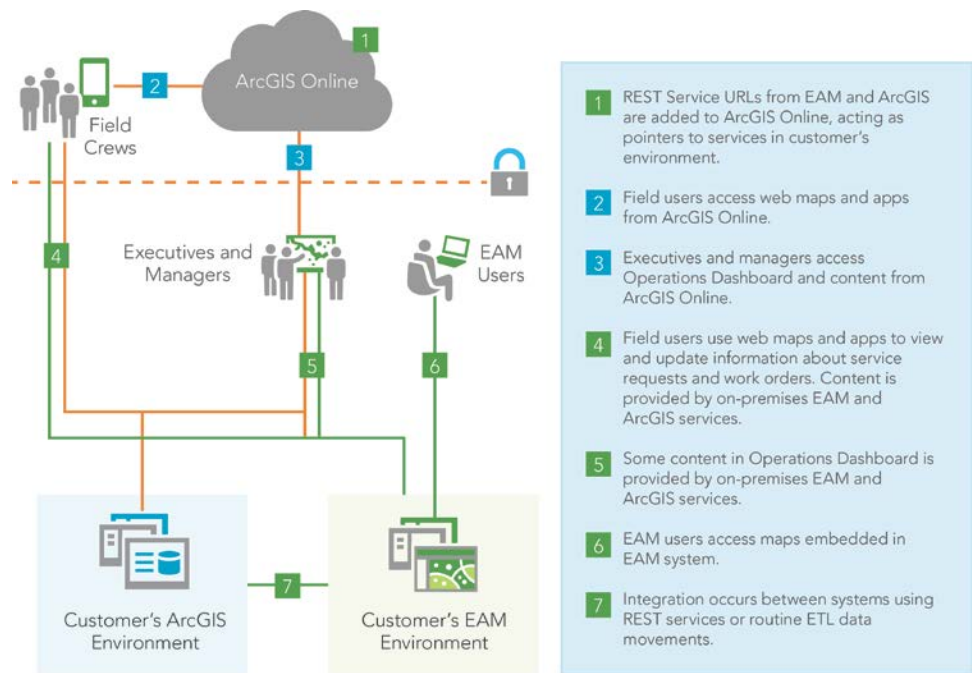 1
ArcGIS Online
2
Field
Crews
3
4
Executives and
Managers
EAM
Users
5
6
7
Customer's ArcGIS
Environment
Customer's EAM
Environment
1 REST Service URLs from EAM and ArcGIS
are added to ArcGIS Online, acting as
pointers to services in customer's
environment.
2 Field users access web maps and apps
from ArcGIS Online.
3 Executives and managers access
Operations Dashboard and content from
ArcGIS Online.
4 Field users use web maps and apps to view
and update information about service
requests and work orders. Content is
provided by on-premises EAM and
ArcGIS services.
5 Some content in Operations Dashboard is
provided by on-premises EAM and
ArcGIS services.
6 EAM users access maps embedded in
EAM system.
7 Integration occurs between systems using
REST services or routine ETL data
movements.